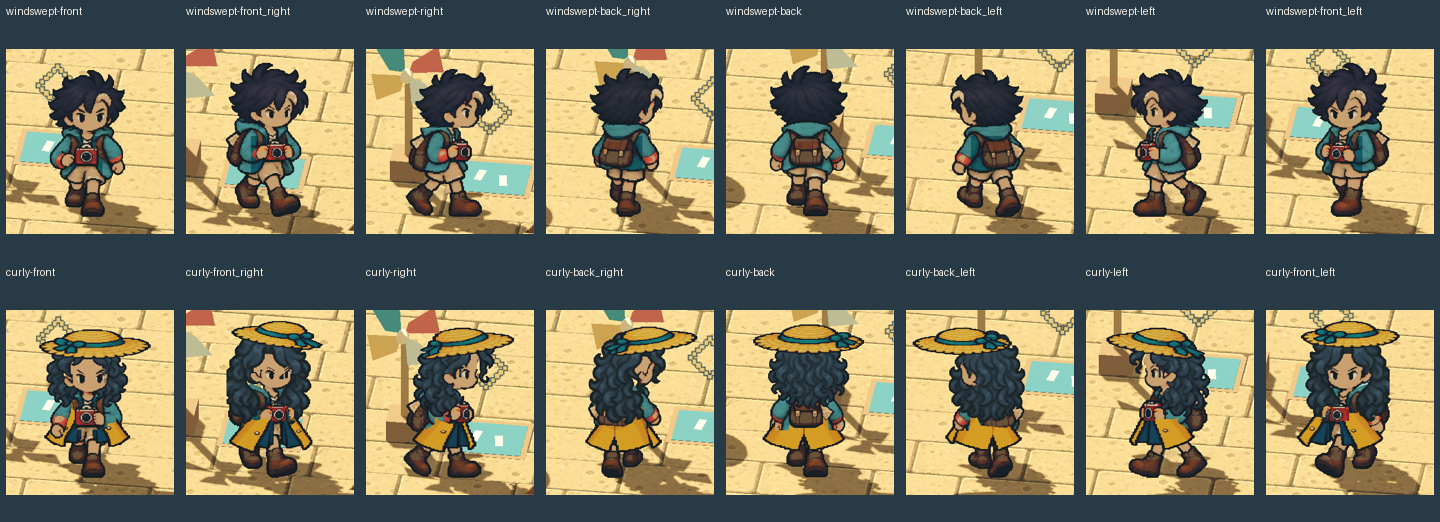 windswept-front
windswept-front_right
windswept-right
windswept-back_right
windswept-back
windswept-back_left
windswept-left
windswept-front_left
curly-front
curly-front_right
curly-right
curly-back_right
curly-back
curly-back_left
curly-left
curly-front_left